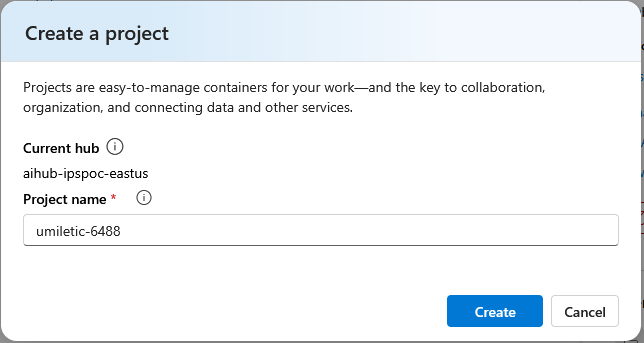 Create a project
Projects are easy-to-manage containers for your work—and the key to collaboration,
organization, and connecting data and other services.
Current hub
aihub-ipspoc-eastus
Project name *
umiletic-6488
Create
Cancel